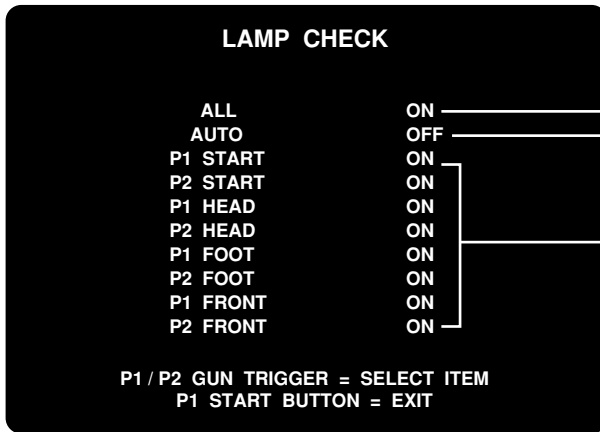 LAMP CHECK
ALL ON
AUTO OFF
P1 START ON
P2 START ON
P1 HEAD ON
P2 HEAD ON
P1 FOOT ON
P2 FOOT ON
P1 FRONT ON
P2 FRONT ON
P1 / P2 GUN TRIGGER = SELECT ITEM
P1 START BUTTON = EXIT